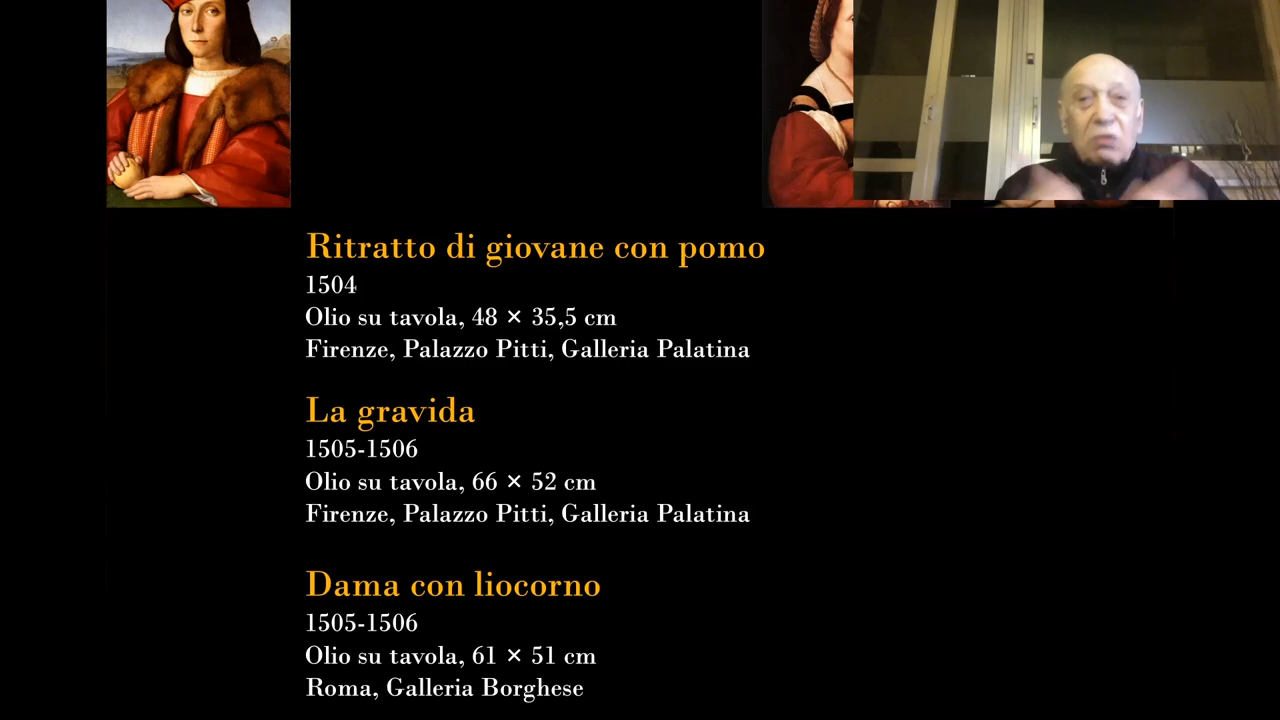 Ritratto di giovane con pomo
1504
Olio su tavola, 48 × 35,5 cm
Firenze, Palazzo Pitti, Galleria Palatina
La gravida
1505-1506
Olio su tavola, 66 × 52 cm
Firenze, Palazzo Pitti, Galleria Palatina
Dama con liocorno
1505-1506
Olio su tavola, 61 × 51 cm
Roma, Galleria Borghese